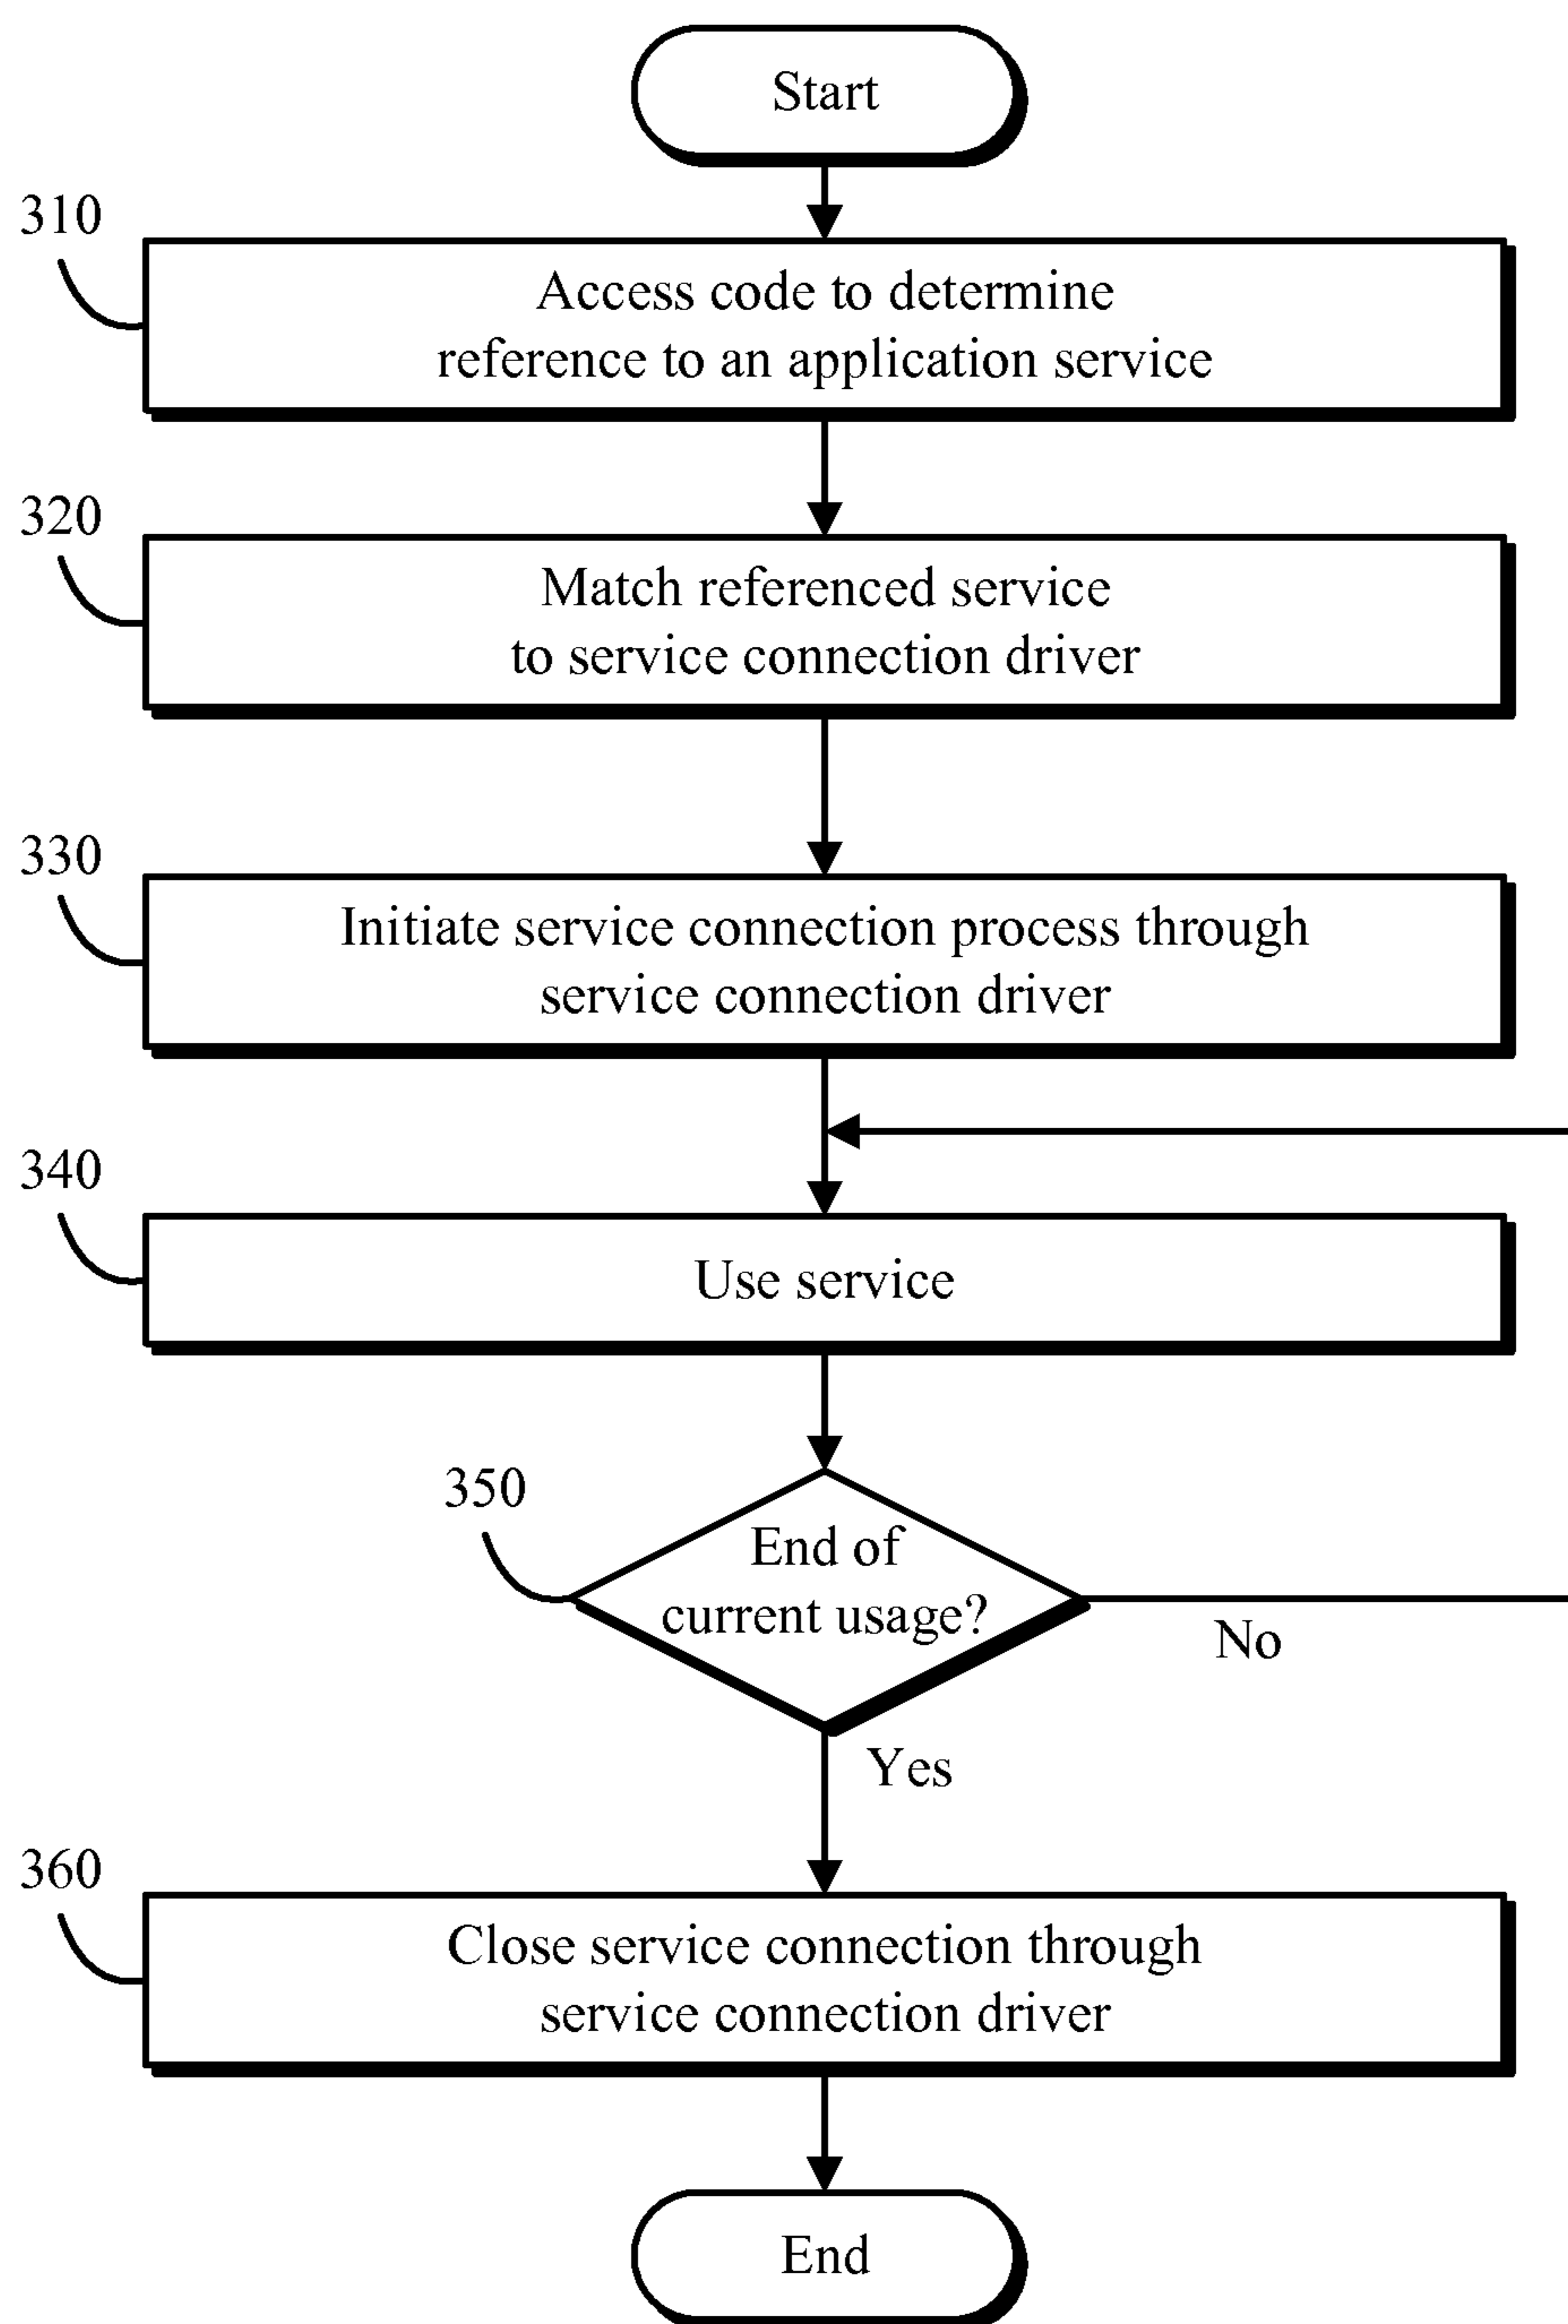 Start
310
Access code to determine
reference to an application service
320
Match referenced service
to service connection driver
330
Initiate service connection process through
service connection driver
340
Use service
350
End of
current usage?
No
Yes
360
Close service connection through
service connection driver
End